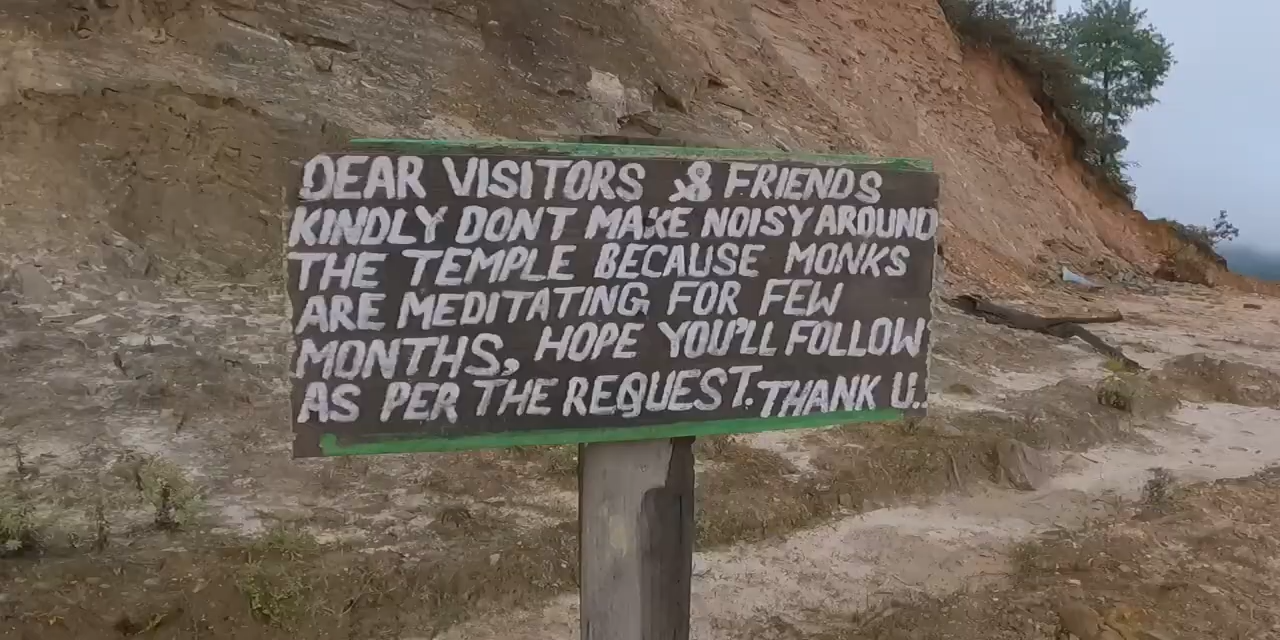 DEAR VISITORS & FRIENDS
KINDLY DONT MAKE NOISY AROUND
THE TEMPLE BECAUSE MONKS
ARE MEDITATING FOR FEW
MONTHS, HOPE YOU'LL FOLLOW
AS PER THE REQUEST. THANK U..